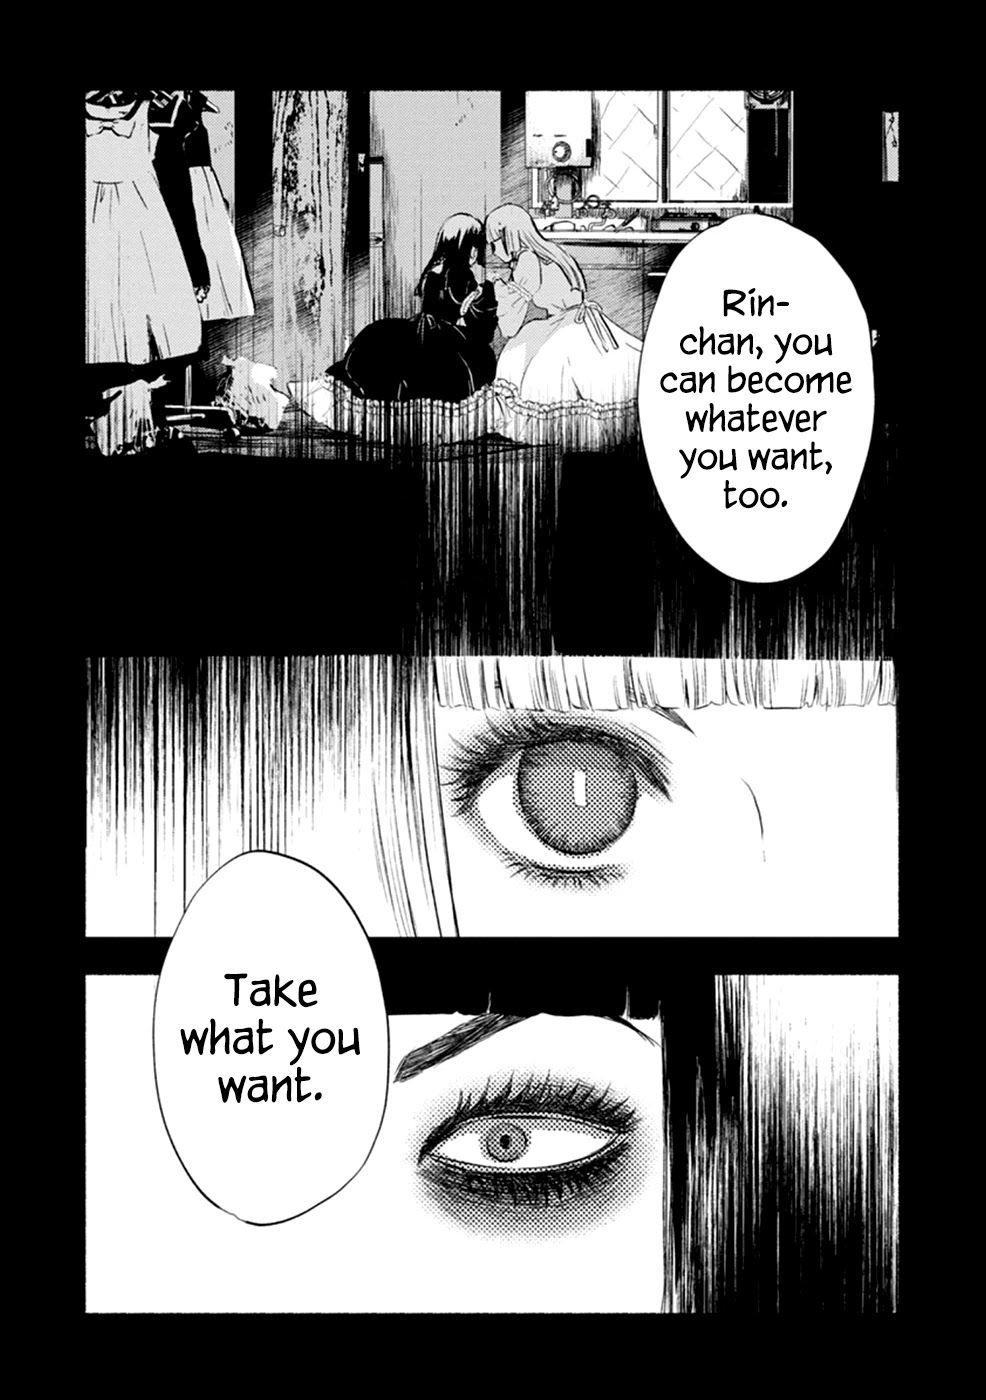 Rin-
chan, you
can become
whatever
you want,
too.
Take
what you
want.